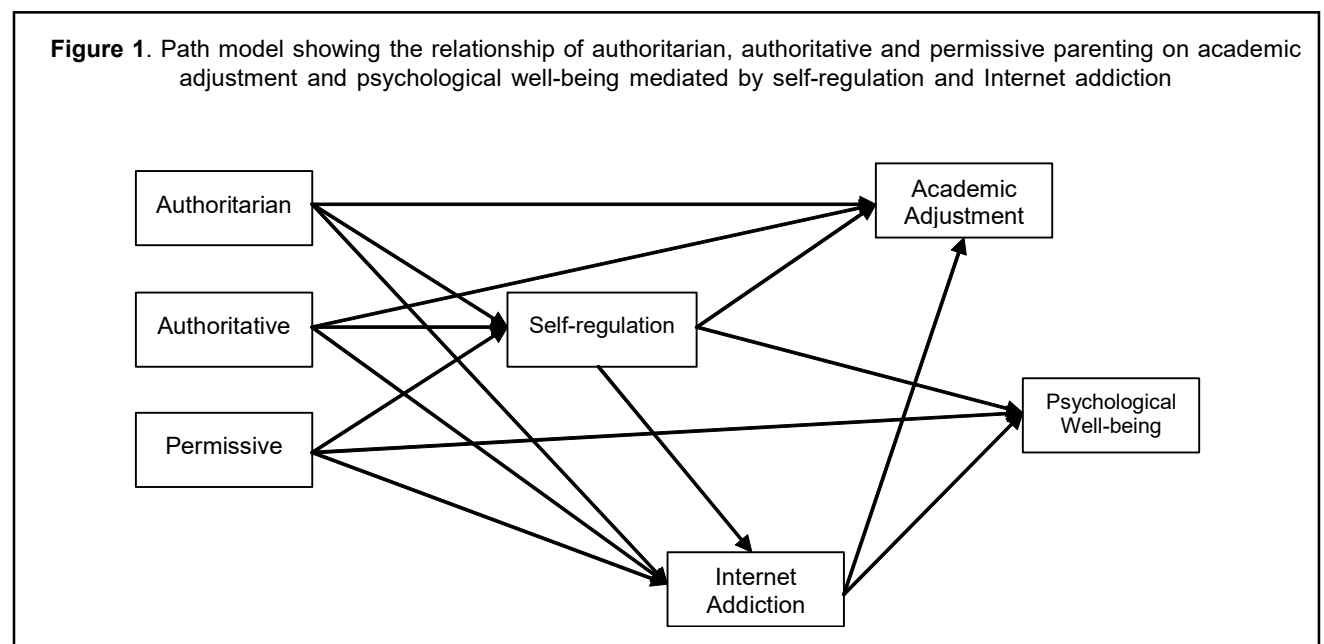 Figure 1. Path model showing the relationship of authoritarian, authoritative and permissive parenting on academic
adjustment and psychological well-being mediated by self-regulation and Internet addiction
Authoritarian
Academic
Adjustment
Authoritative
Self-regulation
Permissive
Psychological
Well-being
Internet
Addiction